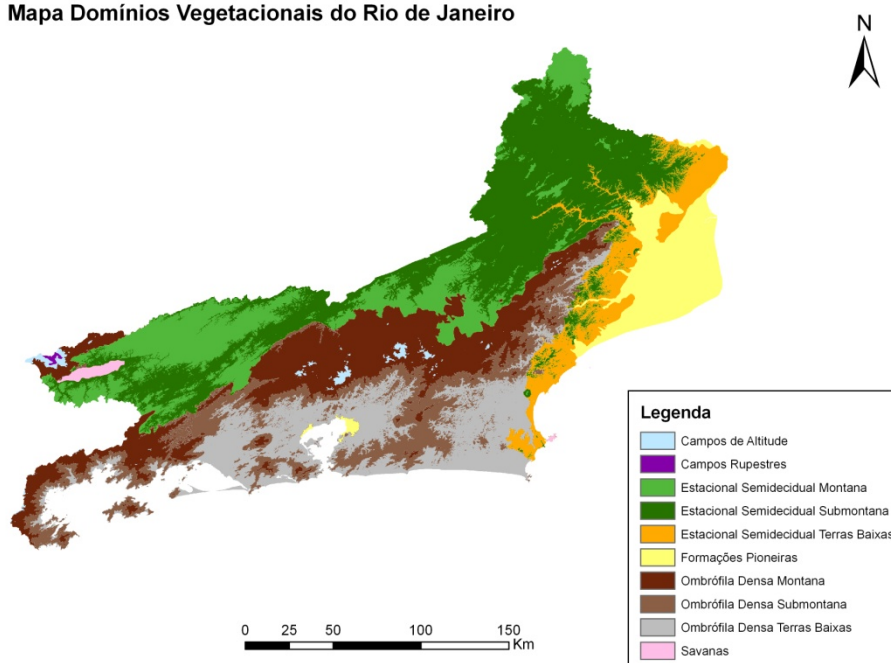 Mapa Domínios Vegetacionais do Rio de Janeiro
N
Legenda
Campos de Altitude
Campos Rupestres
Estacional Semidecidual Montana
Estacional Semidecidual Submontana
Estacional Semidecidual Terras Baixas
Formações Pioneiras
Ombrófila Densa Montana
Ombrófila Densa Submontana
Ombrófila Densa Terras Baixas
Savanas
0 25 50 100 150
Km